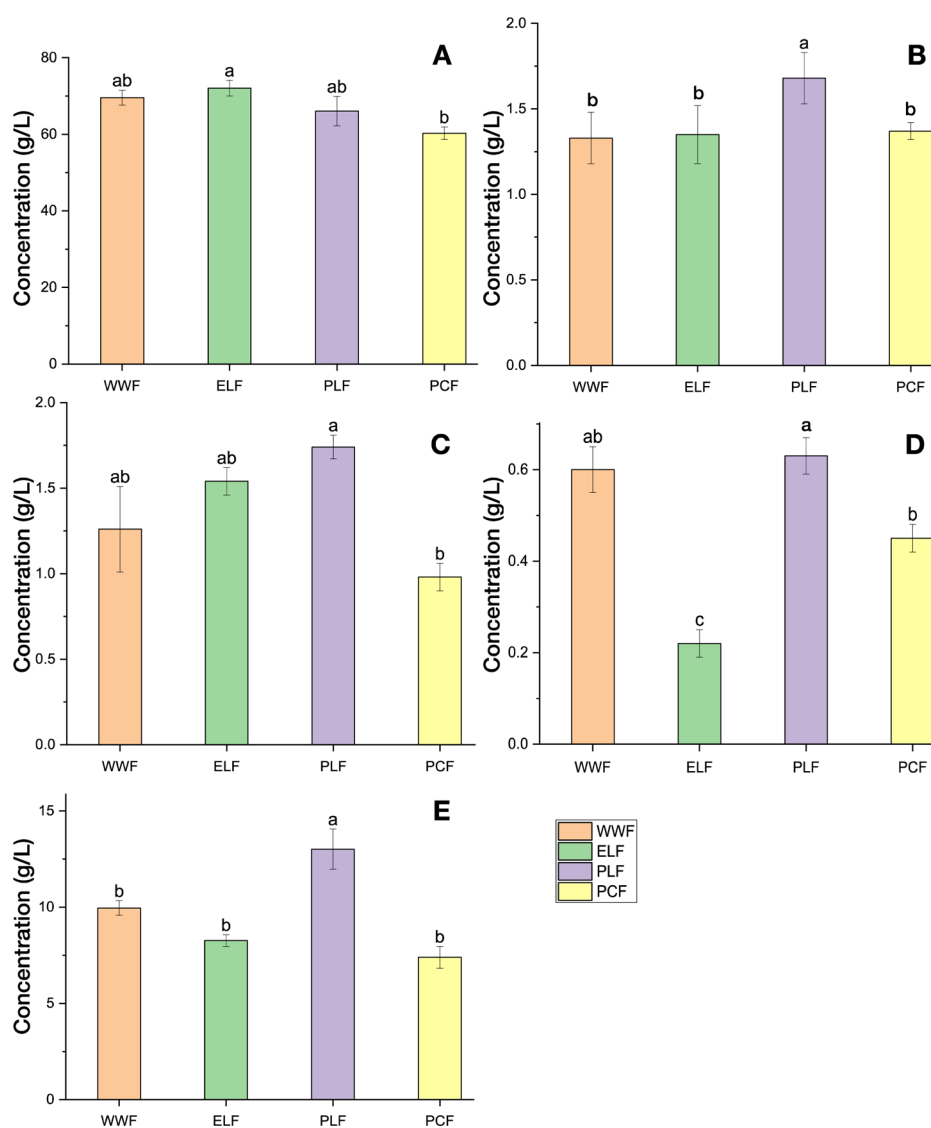 A
Concentration (g/L)
80
60
40
20
0
ab
a
ab
b
WWF
ELF
PLF
PCF
B
Concentration (g/L)
2.0
1.5
1.0
0.5
0.0
b
b
a
b
WWF
ELF
PLF
PCF
C
Concentration (g/L)
2.0
1.5
1.0
0.5
0.0
ab
ab
a
b
WWF
ELF
PLF
PCF
D
Concentration (g/L)
0.6
0.4
0.2
0.0
ab
c
a
b
WWF
ELF
PLF
PCF
E
Concentration (g/L)
15
10
5
0
b
b
a
b
WWF
ELF
PLF
PCF
WWF
ELF
PLF
PCF